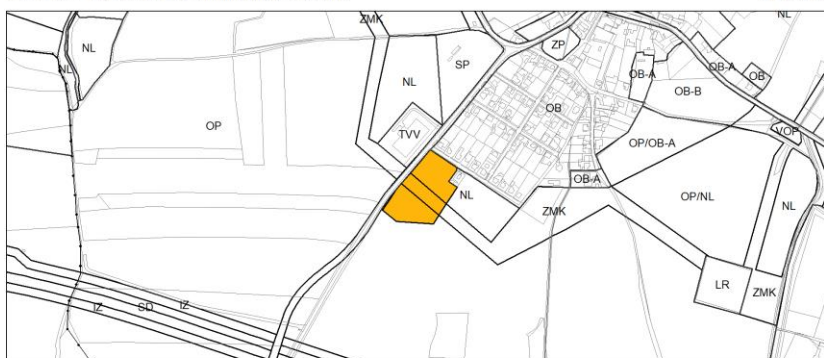 ZMK
NL
ZP
NL
NL
SP
OB-A
OB-A
OB
OB-B
OB
OP
TVV
VOP
OP/OB-A
OB-A
NL
ZMK
OP/NL
NL
LR
ZMK
IZ
SD
IZ